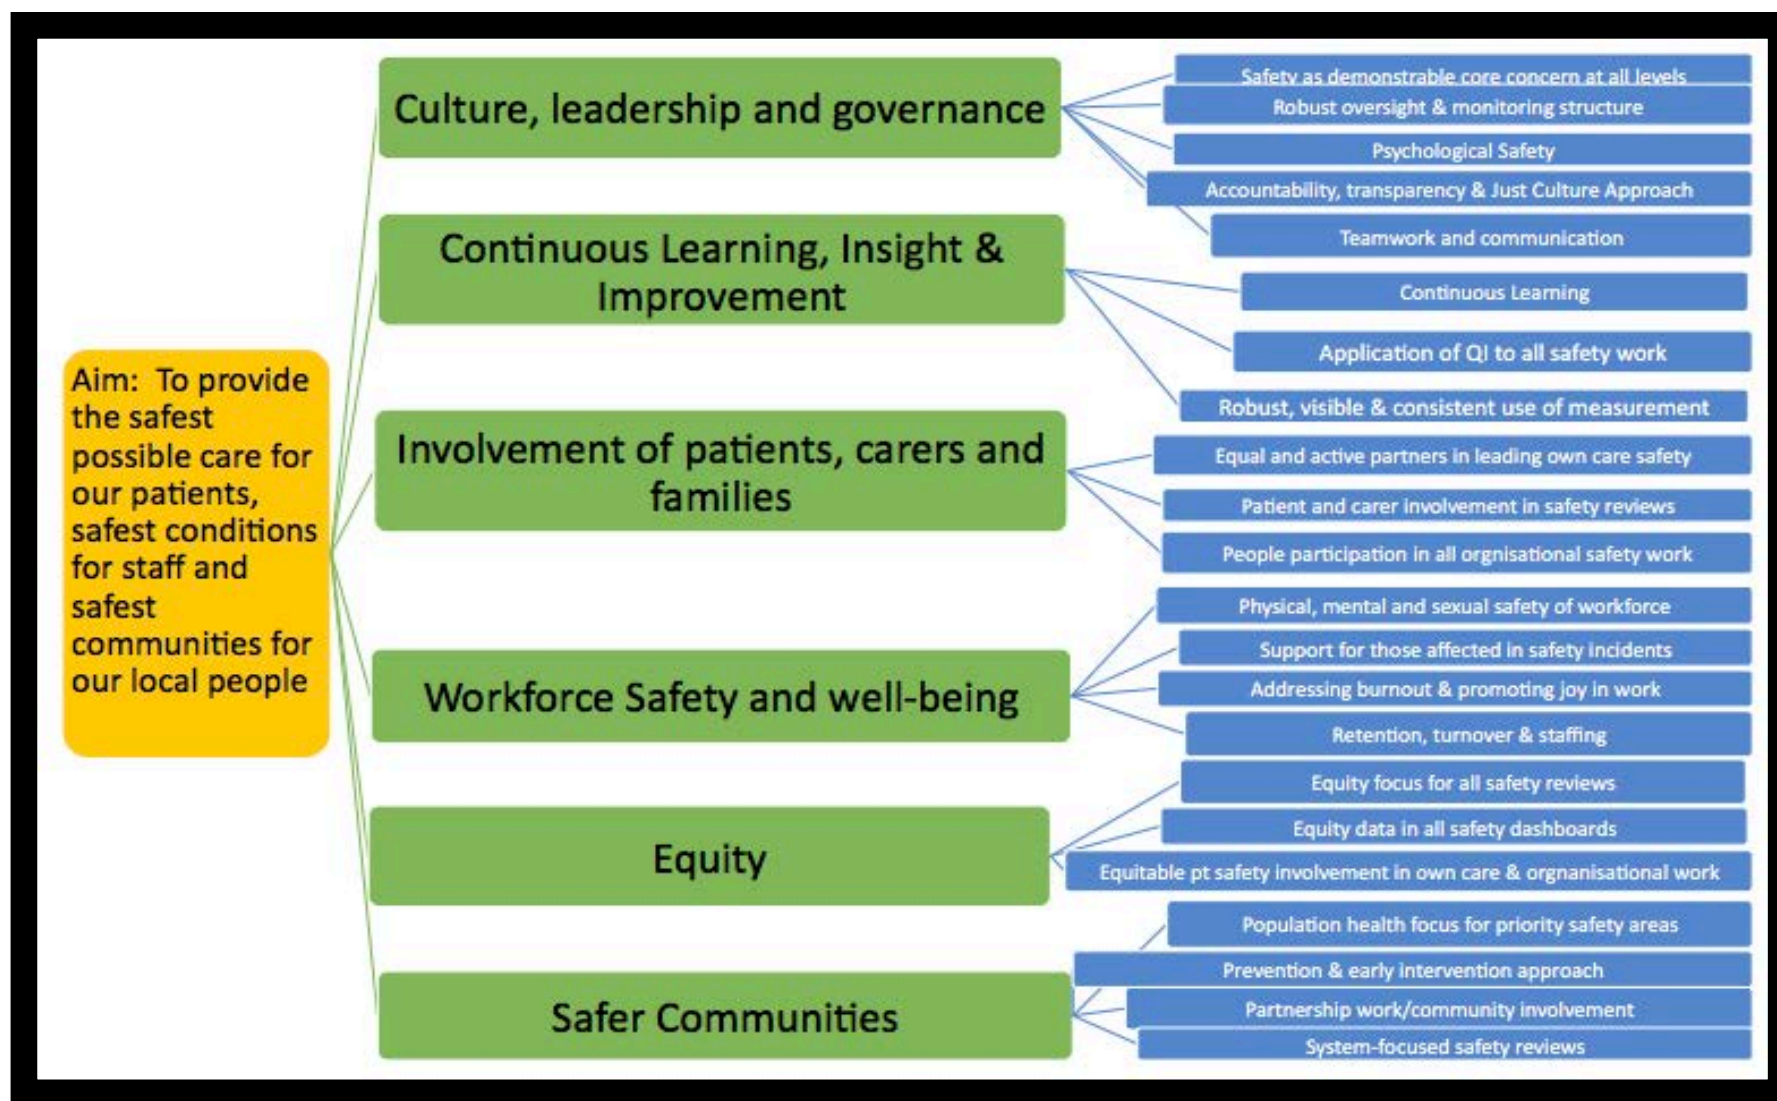 Aim:  To provide
the safest
possible care for
our patients,
safest conditions
for staff and
safest
communities for
our local people
Culture, leadership and governance
Safety as demonstrable core concern at all levels
Robust oversight & monitoring structure
Psychological Safety
Accountability, transparency & Just Culture Approach
Teamwork and communication
Continuous Learning, Insight &
Improvement
Continuous Learning
Application of QI to all safety work
Robust, visible & consistent use of measurement
Involvement of patients, carers and
families
Equal and active partners in leading own care safety
Patient and carer involvement in safety reviews
People participation in all orgnisational safety work
Workforce Safety and well-being
Physical, mental and sexual safety of workforce
Support for those affected in safety incidents
Addressing burnout & promoting joy in work
Retention, turnover & staffing
Equity
Equity focus for all safety reviews
Equity data in all safety dashboards
Equitable pt safety involvement in own care & orgnanisational work
Safer Communities
Population health focus for priority safety areas
Prevention & early intervention approach
Partnership work/community involvement
System-focused safety reviews